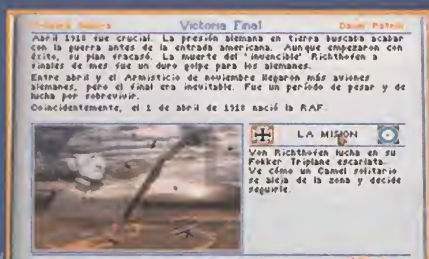 Victoria Final
Dawn Patrol
Abril 1918 fue crucial. La presión alemana en tierra buscaba acabar
con la guerra antes de la entrada americana. Aunque empezaron con
éxito, su plan fracasó. La muerte del 'invencible' Richthofen a
finales de mes fue un duro golpe para los alemanes.
Entre abril y el Armisticio de noviembre llegaron más aviones
alemanes, pero el final era inevitable. Fue un período de pesar y de
lucha por sobrevivir.
Coincidentemente, el 1 de abril de 1918 nació la RAF.
LA MISION
Von Richthofen lucha en su
Fokker Triplane escarlata.
Ve cómo un Camel solitario
se aleja de la zona y decide
seguirle.